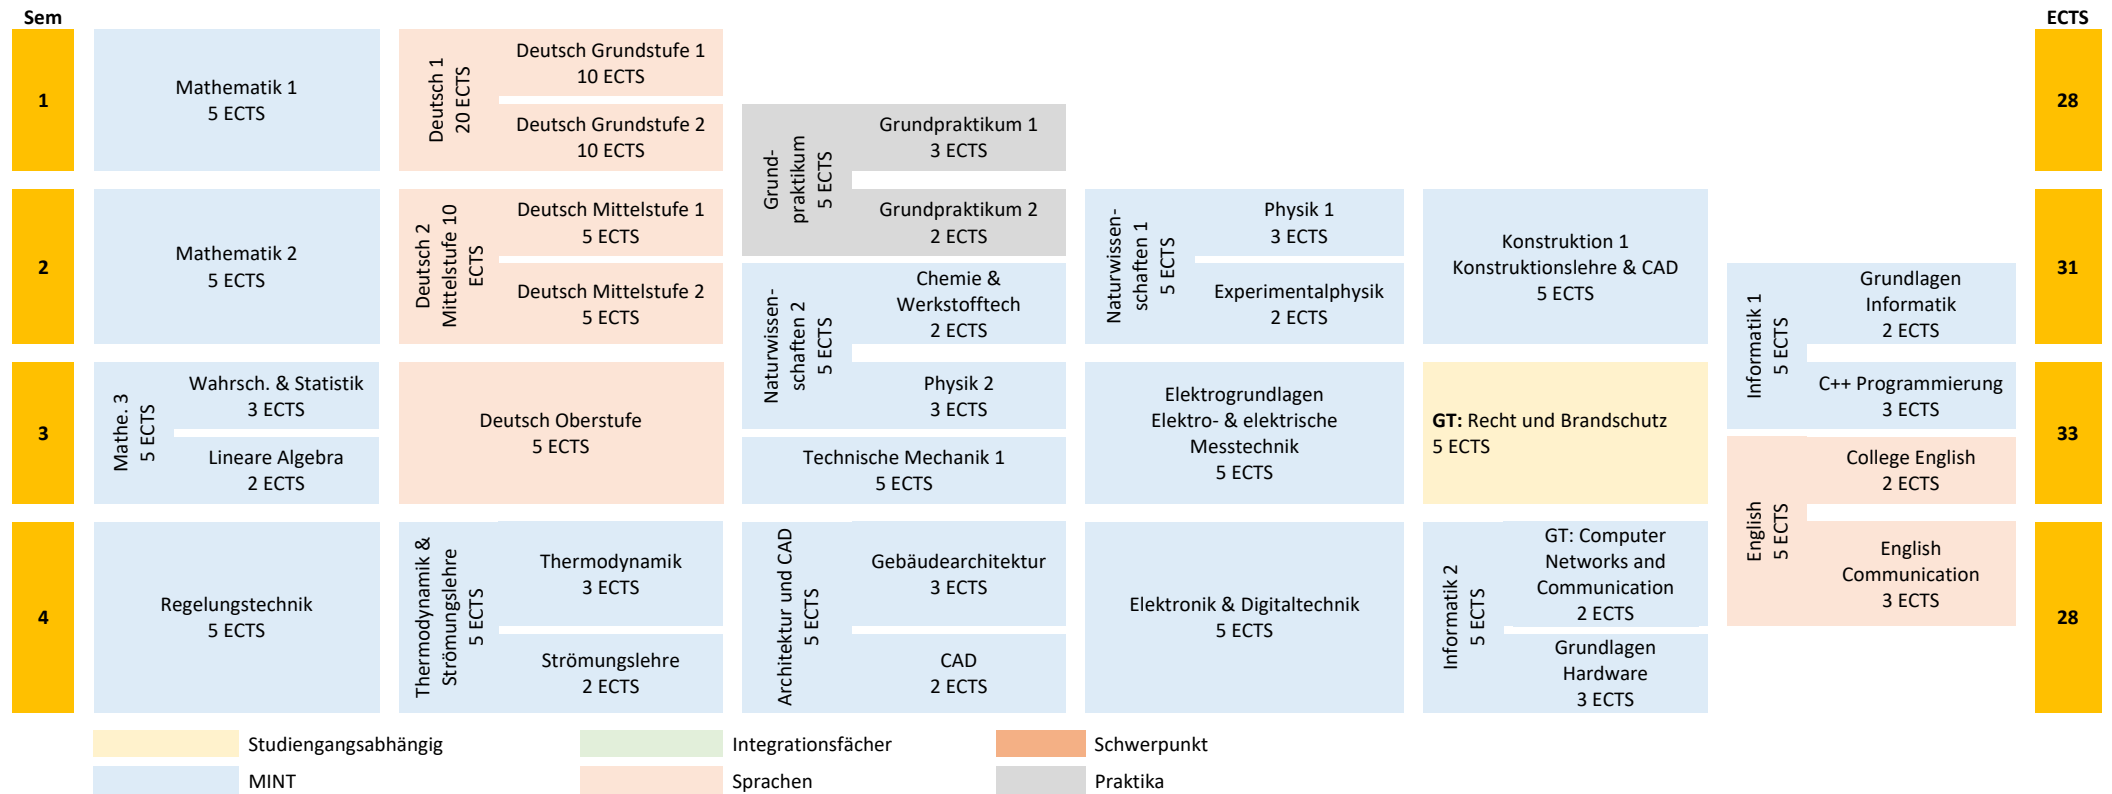 Sem
ECTS
1
Mathematik 1
5 ECTS
Deutsch 1
20 ECTS
Deutsch Grundstufe 1
10 ECTS
Deutsch Grundstufe 2
10 ECTS
Grund-
praktikum
5 ECTS
Grundpraktikum 1
3 ECTS
28
2
Mathematik 2
5 ECTS
Deutsch 2
Mittelstufe 10
ECTS
Deutsch Mittelstufe 1
5 ECTS
Deutsch Mittelstufe 2
5 ECTS
Grundpraktikum 2
2 ECTS
Naturwissen-
schaften 2
5 ECTS
Chemie &
Werkstofftech
2 ECTS
Naturwissen-
schaften 1
5 ECTS
Physik 1
3 ECTS
Experimentalphysik
2 ECTS
Konstruktion 1
Konstruktionslehre & CAD
5 ECTS
Informatik 1
5 ECTS
Grundlagen
Informatik
2 ECTS
31
3
Mathe. 3
5 ECTS
Wahrsch. & Statistik
3 ECTS
Lineare Algebra
2 ECTS
Deutsch Oberstufe
5 ECTS
Physik 2
3 ECTS
Technische Mechanik 1
5 ECTS
Elektrogrundlagen
Elektro- & elektrische
Messtechnik
5 ECTS
GT: Recht und Brandschutz
5 ECTS
C++ Programmierung
3 ECTS
English
5 ECTS
College English
2 ECTS
33
4
Regelungstechnik
5 ECTS
Thermodynamik &
Strömungslehre
5 ECTS
Thermodynamik
3 ECTS
Strömungslehre
2 ECTS
Architektur und CAD
5 ECTS
Gebäudearchitektur
3 ECTS
CAD
2 ECTS
Elektronik & Digitaltechnik
5 ECTS
Informatik 2
5 ECTS
GT: Computer
Networks and
Communication
2 ECTS
Grundlagen
Hardware
3 ECTS
English
Communication
3 ECTS
28
Studiengangsabhängig
Integrationsfächer
Schwerpunkt
MINT
Sprachen
Praktika